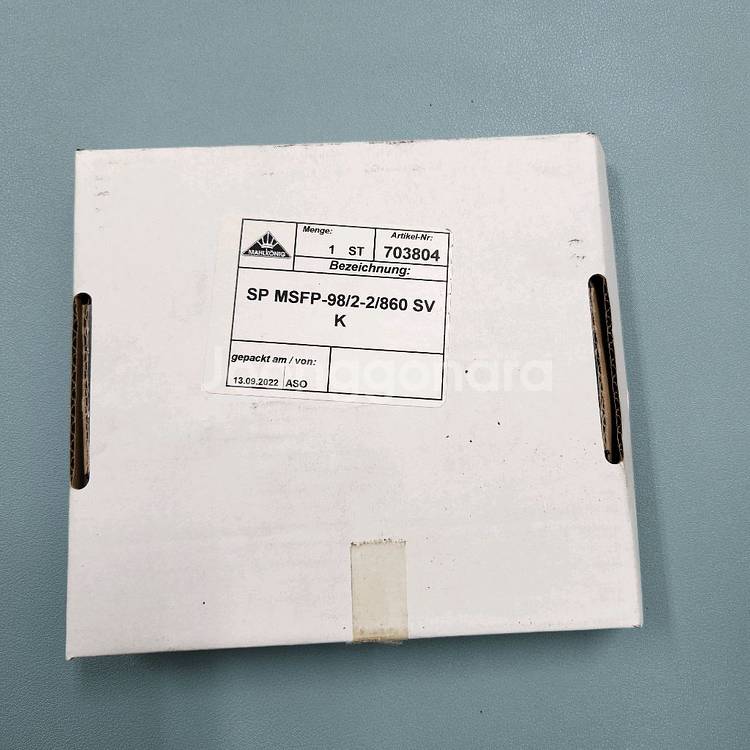 MAHLKÖNIG
Menge:
1 ST
Artikel-Nr:
703804
Bezeichnung:
SP MSFP-98/2-2/860 SV
K
gepackt am / von:
13.09.2022 ASO
Joonggonara